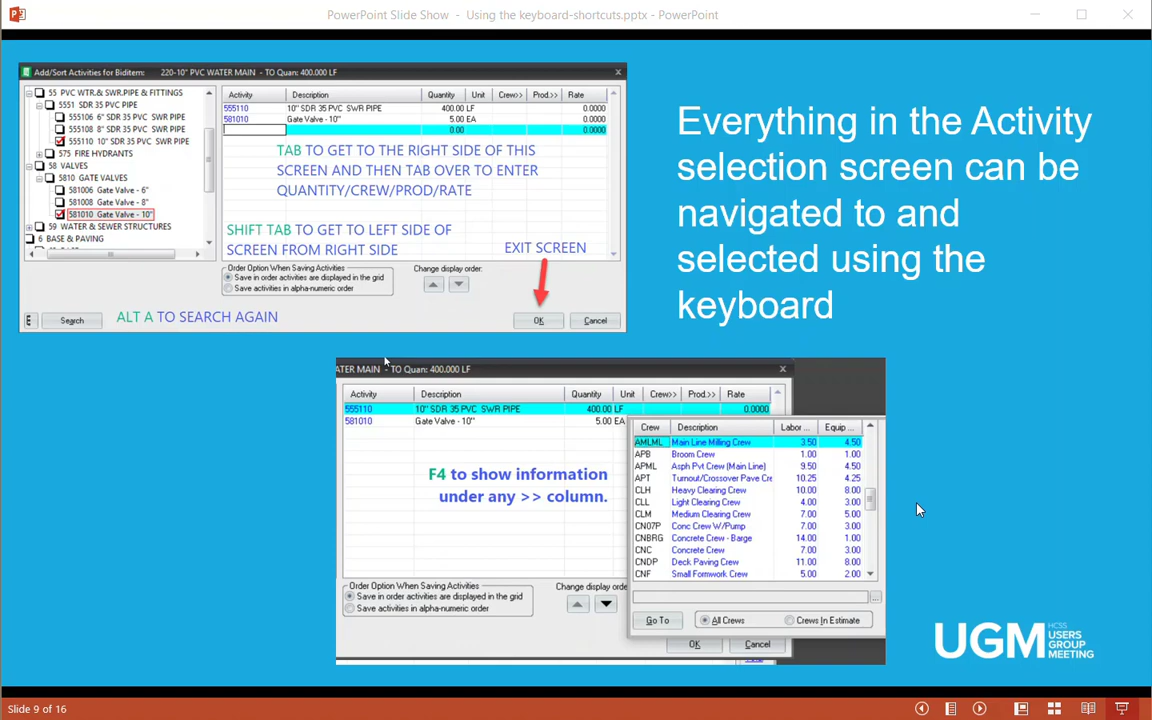 PowerPoint Slide Show - Using the keyboard-shortcuts.pptx - PowerPoint
Add/Sort Activities for Biditem: 220-10" PVC WATER MAIN - TO Quan: 400.000 LF
55 PVC WTR.& SWR.PIPE & FITTINGS
5551 SDR 35 PVC PIPE
555106 6" SDR 35 PVC SWR PIPE
555108 8" SDR 35 PVC SWR PIPE
555110 10" SDR 35 PVC SWR PIPE
575 FIRE HYDRANTS
58 VALVES
5810 GATE VALVES
581006 Gate Valve - 6"
581008 Gate Valve - 8"
581010 Gate Valve - 10"
59 WATER & SEWER STRUCTURES
6 BASE & PAVING
Activity Description Quantity Unit Crew>> Prod.>> Rate
555110 10" SDR 35 PVC SWR PIPE 400.00 LF 0.0000
581010 Gate Valve - 10" 5.00 EA 0.0000
0.00 0.0000
TAB TO GET TO THE RIGHT SIDE OF THIS
SCREEN AND THEN TAB OVER TO ENTER
QUANTITY/CREW/PROD/RATE
SHIFT TAB TO GET TO LEFT SIDE OF
SCREEN FROM RIGHT SIDE
EXIT SCREEN
Order Option When Saving Activities
Save in order activities are displayed in the grid
Save activities in alpha-numeric order
Change display order:
Search
ALT A TO SEARCH AGAIN
OK
Cancel
Everything in the Activity
selection screen can be
navigated to and
selected using the
keyboard
ATER MAIN - TO Quan: 400.000 LF
Activity Description Quantity Unit Crew>> Prod.>> Rate
555110 10" SDR 35 PVC SWR PIPE 400.00 LF 0.0000
581010 Gate Valve - 10" 5.00 EA
F4 to show information
under any >> column.
Order Option When Saving Activities
Save in order activities are displayed in the grid
Save activities in alpha-numeric order
Change display orde
Crew Description Labor ... Equip ...
AMLML Main Line Milling Crew 3.50 4.50
APB Broom Crew 1.00 1.00
APML Asph Pvt Crew (Main Line) 9.50 4.50
APT Turnout/Crossover Pave Cre 10.25 4.25
CLH Heavy Clearing Crew 10.00 8.00
CLL Light Clearing Crew 4.00 3.00
CLM Medium Clearing Crew 7.00 5.00
CN07P Conc Crew W/Pump 7.00 3.00
CNBRG Concrete Crew - Barge 14.00 1.00
CNC Concrete Crew 7.00 3.00
CNDP Deck Paving Crew 11.00 8.00
CNF Small Formwork Crew 5.00 2.00
...
Go To
All Crews
Crews In Estimate
OK
Cancel
UGM HCSS
USERS
GROUP
MEETING
Slide 9 of 16